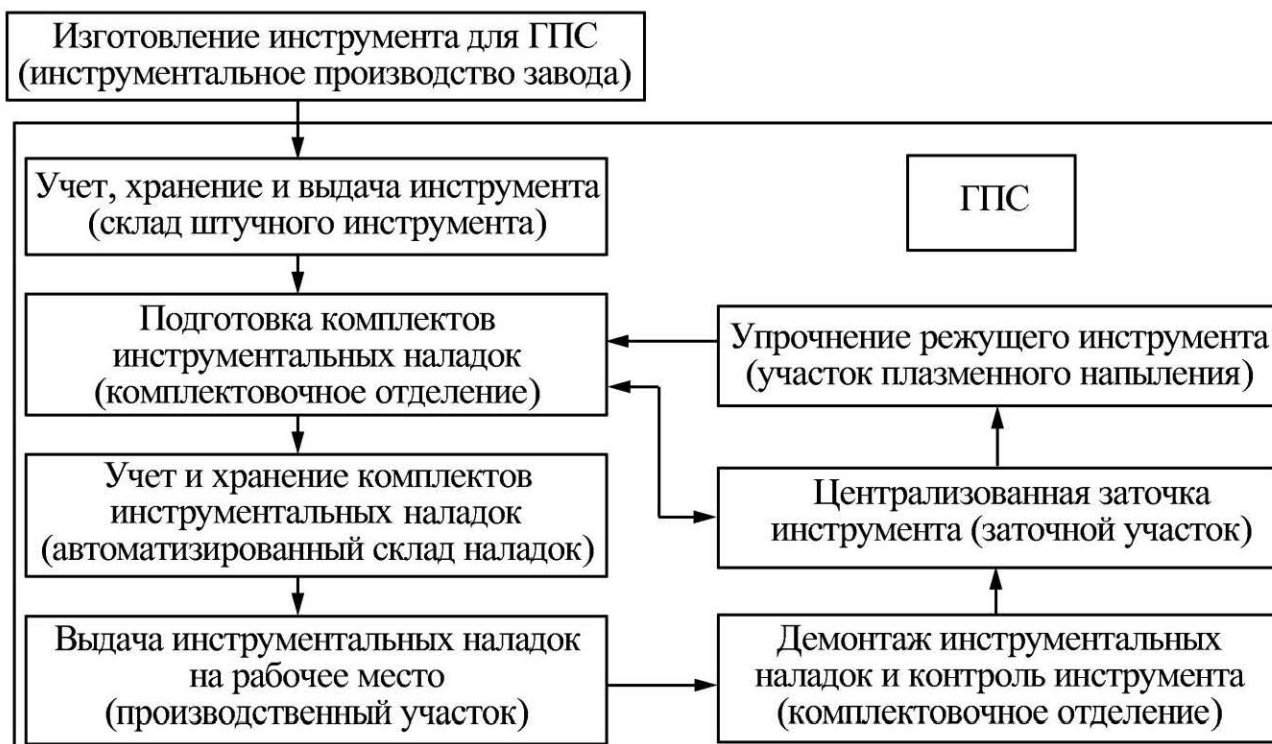 Изготовление инструмента для ГПС
(инструментальное производство завода)
Учет, хранение и выдача инструмента
(склад штучного инструмента)
ГПС
Подготовка комплектов
инструментальных наладок
(комплектовочное отделение)
Упрочнение режущего инструмента
(участок плазменного напыления)
Учет и хранение комплектов
инструментальных наладок
(автоматизированный склад наладок)
Централизованная заточка
инструмента (заточной участок)
Выдача инструментальных наладок
на рабочее место
(производственный участок)
Демонтаж инструментальных
наладок и контроль инструмента
(комплектовочное отделение)